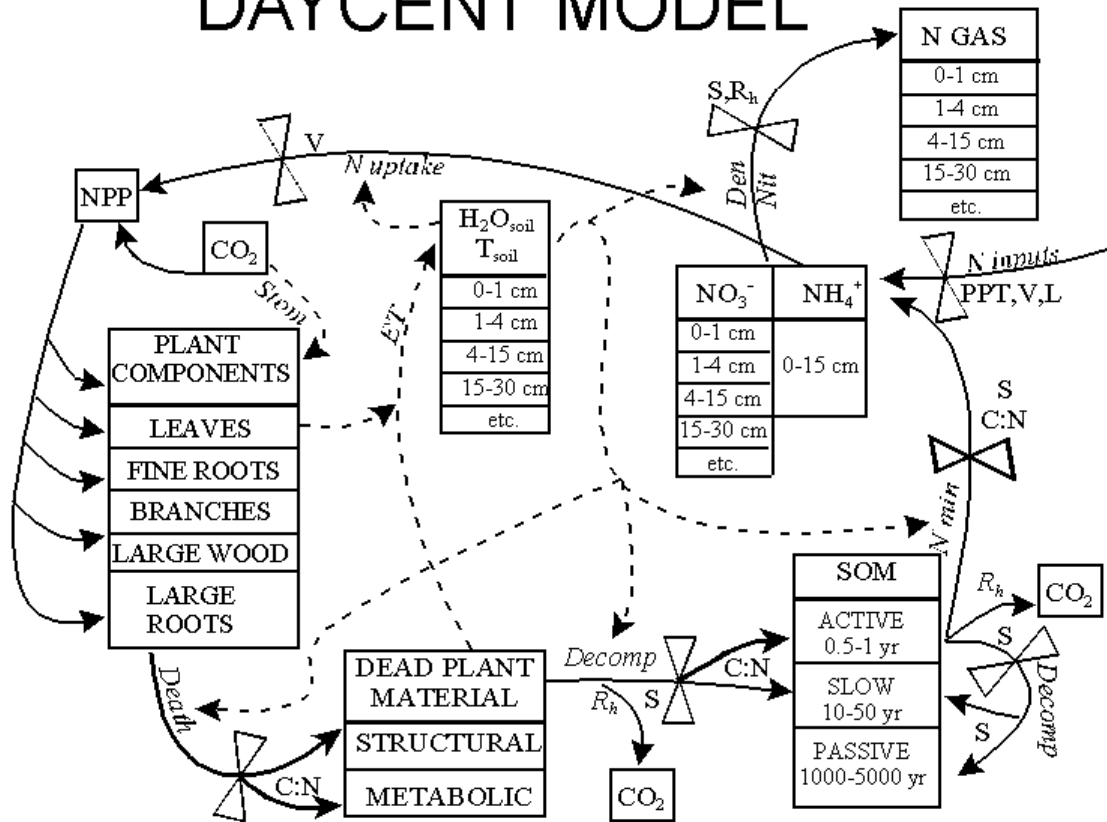 DAYCENT MODEL
N GAS
0-1 cm
1-4 cm
4-15 cm
15-30 cm
etc.
S,Rₕ
Den
Nit
V
N uptake
NPP
CO₂
Stom
H₂Osoil
Tsoil
0-1 cm
1-4 cm
4-15 cm
15-30 cm
etc.
ET
N inputs
PPT,V,L
NO₃⁻
0-1 cm
1-4 cm
4-15 cm
15-30 cm
etc.
NH₄⁺
0-15 cm
PLANT
COMPONENTS
LEAVES
FINE ROOTS
BRANCHES
LARGE WOOD
LARGE
ROOTS
S
C:N
N min
Death
C:N
DEAD PLANT
MATERIAL
STRUCTURAL
METABOLIC
Decomp
Rₕ
S
C:N
CO₂
SOM
ACTIVE
0.5-1 yr
SLOW
10-50 yr
PASSIVE
1000-5000 yr
Rₕ
CO₂
S
S
Decomp